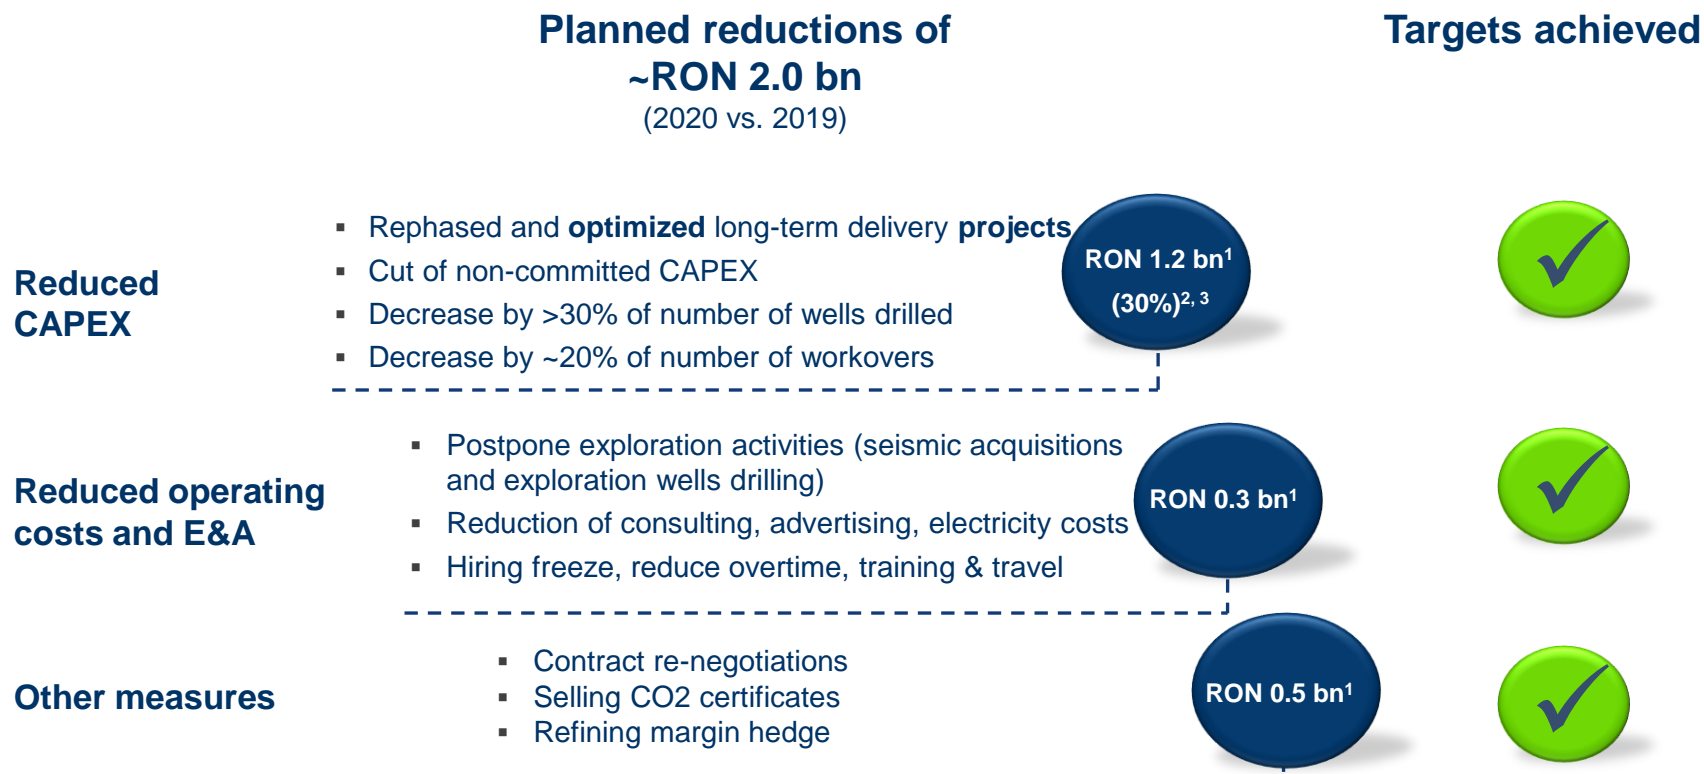 Planned reductions of
~RON 2.0 bn
(2020 vs. 2019)
Targets achieved
Reduced
CAPEX
▪ Rephased and optimized long-term delivery projects
▪ Cut of non-committed CAPEX
▪ Decrease by >30% of number of wells drilled
▪ Decrease by ~20% of number of workovers
RON 1.2 bn¹
(30%)²,³
Reduced operating
costs and E&A
▪ Postpone exploration activities (seismic acquisitions
and exploration wells drilling)
▪ Reduction of consulting, advertising, electricity costs
▪ Hiring freeze, reduce overtime, training & travel
RON 0.3 bn¹
Other measures
▪ Contract re-negotiations
▪ Selling CO2 certificates
▪ Refining margin hedge
RON 0.5 bn¹